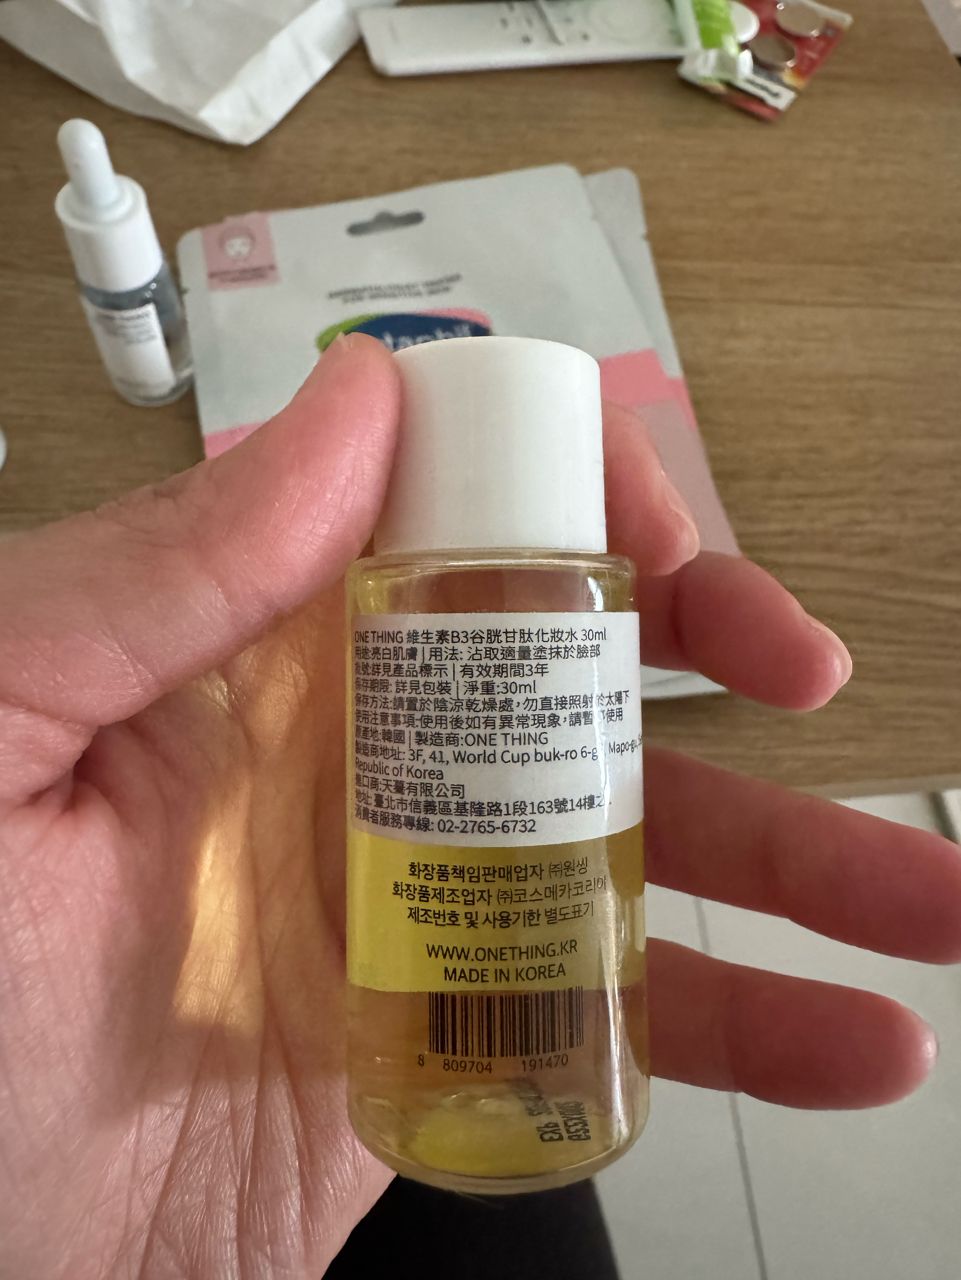 ONE THING 維生素B3谷胱甘肽化妝水 30ml
用途:亮白肌膚 | 用法: 沾取適量塗抹於臉部
批號:詳見產品標示 | 有效期間3年
保存期限: 詳見包裝 | 淨重:30ml
保存方法:請置於陰涼乾燥處,勿直接照射於太陽下
使用注意事項:使用後如有異常現象,請暫停使用
原產地:韓國 | 製造商:ONE THING
製造商地址: 3F, 41, World Cup buk-ro 6-g Mapo-gu,
Republic of Korea
進口商:天蔓有限公司
地址: 臺北市信義區基隆路1段163號14樓之
消費者服務專線: 02-2765-6732
화장품책임판매업자 ㈜원씽
화장품제조업자 ㈜코스메카코리아
제조번호 및 사용기한 별도표기
WWW.ONETHING.KR
MADE IN KOREA
8 809704 191470